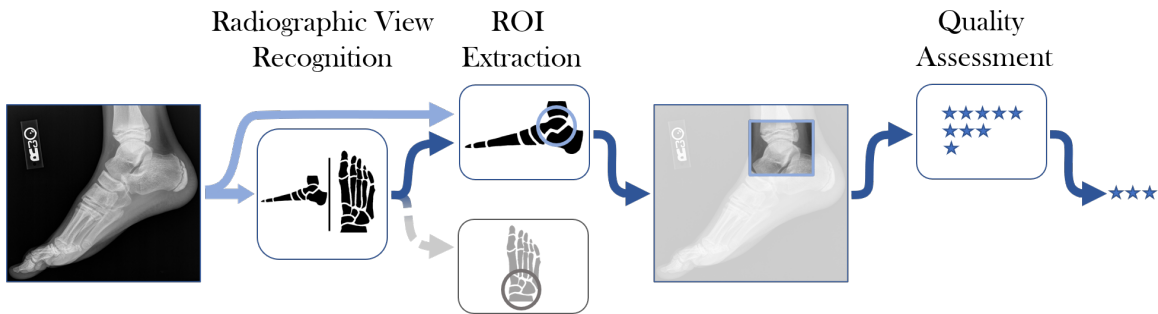 Radiographic View
Recognition
ROI
Extraction
Quality
Assessment